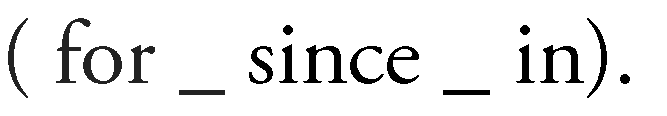 ( for _ since _ in).